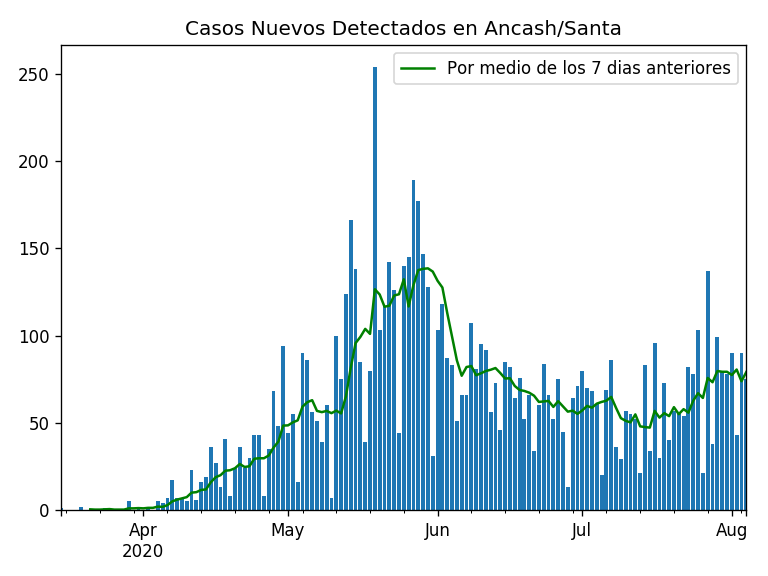 Casos Nuevos Detectados en Ancash/Santa
Por medio de los 7 dias anteriores
250
200
150
100
50
0
Apr
2020
May
Jun
Jul
Aug